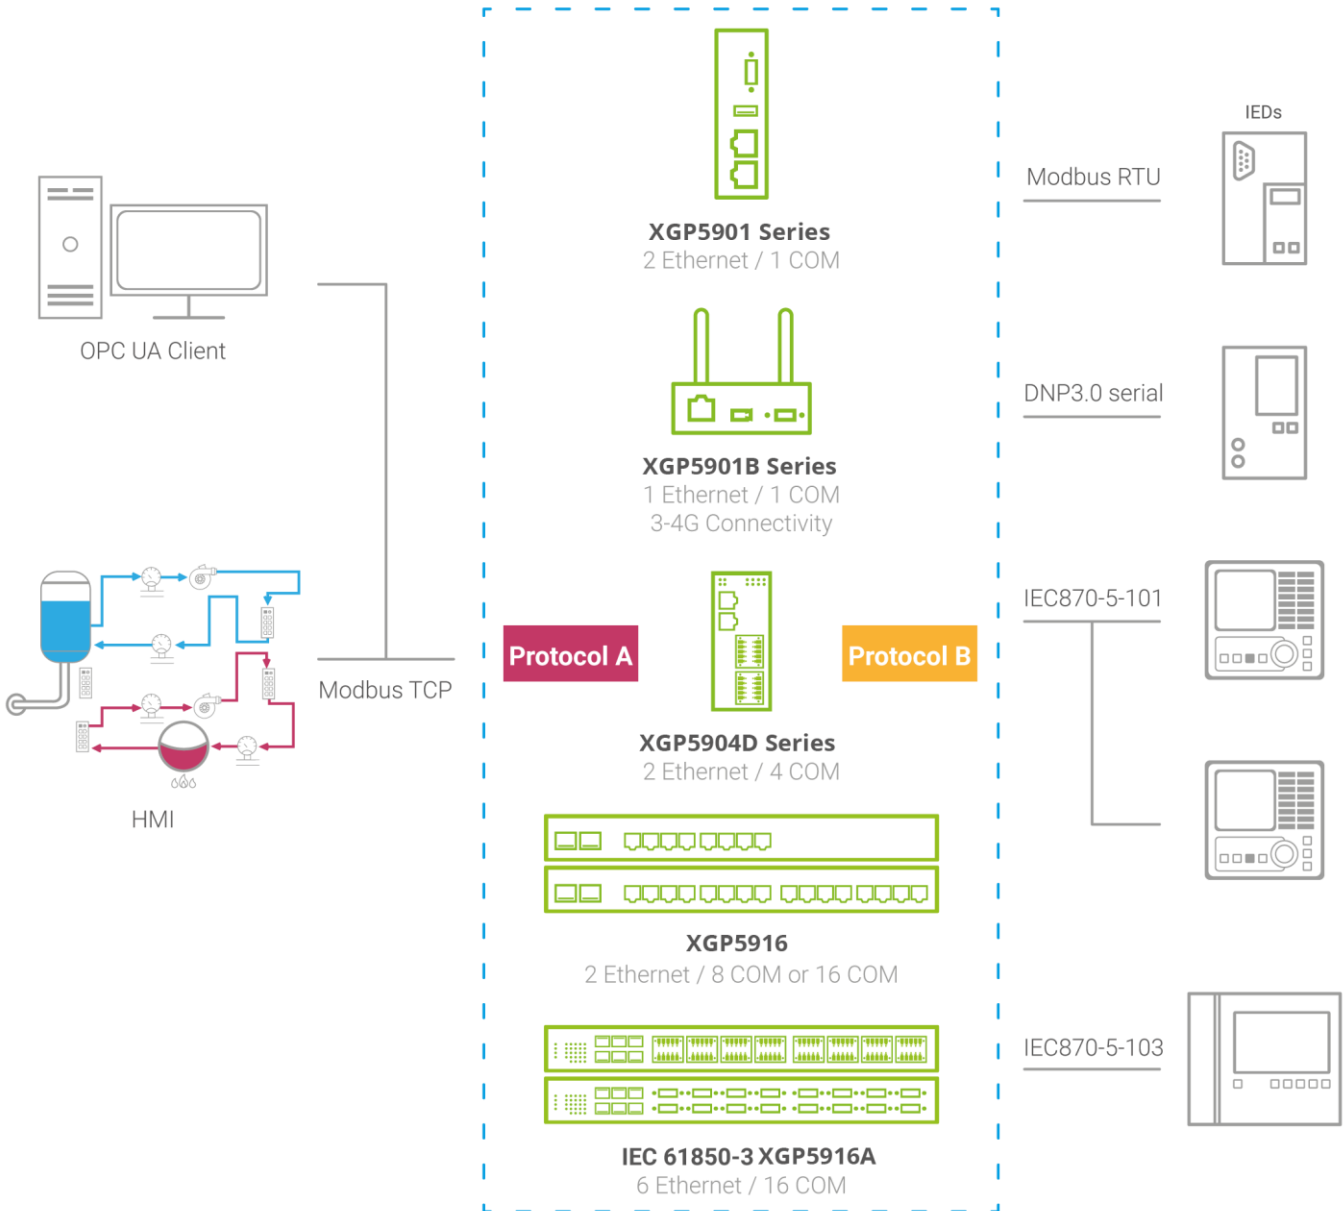 OPC UA Client
HMI
Modbus TCP
XGP5901 Series
2 Ethernet / 1 COM
XGP5901B Series
1 Ethernet / 1 COM
3-4G Connectivity
Protocol A
Protocol B
XGP5904D Series
2 Ethernet / 4 COM
XGP5916
2 Ethernet / 8 COM or 16 COM
IEC 61850-3 XGP5916A
6 Ethernet / 16 COM
IEDs
Modbus RTU
DNP3.0 serial
IEC870-5-101
IEC870-5-103